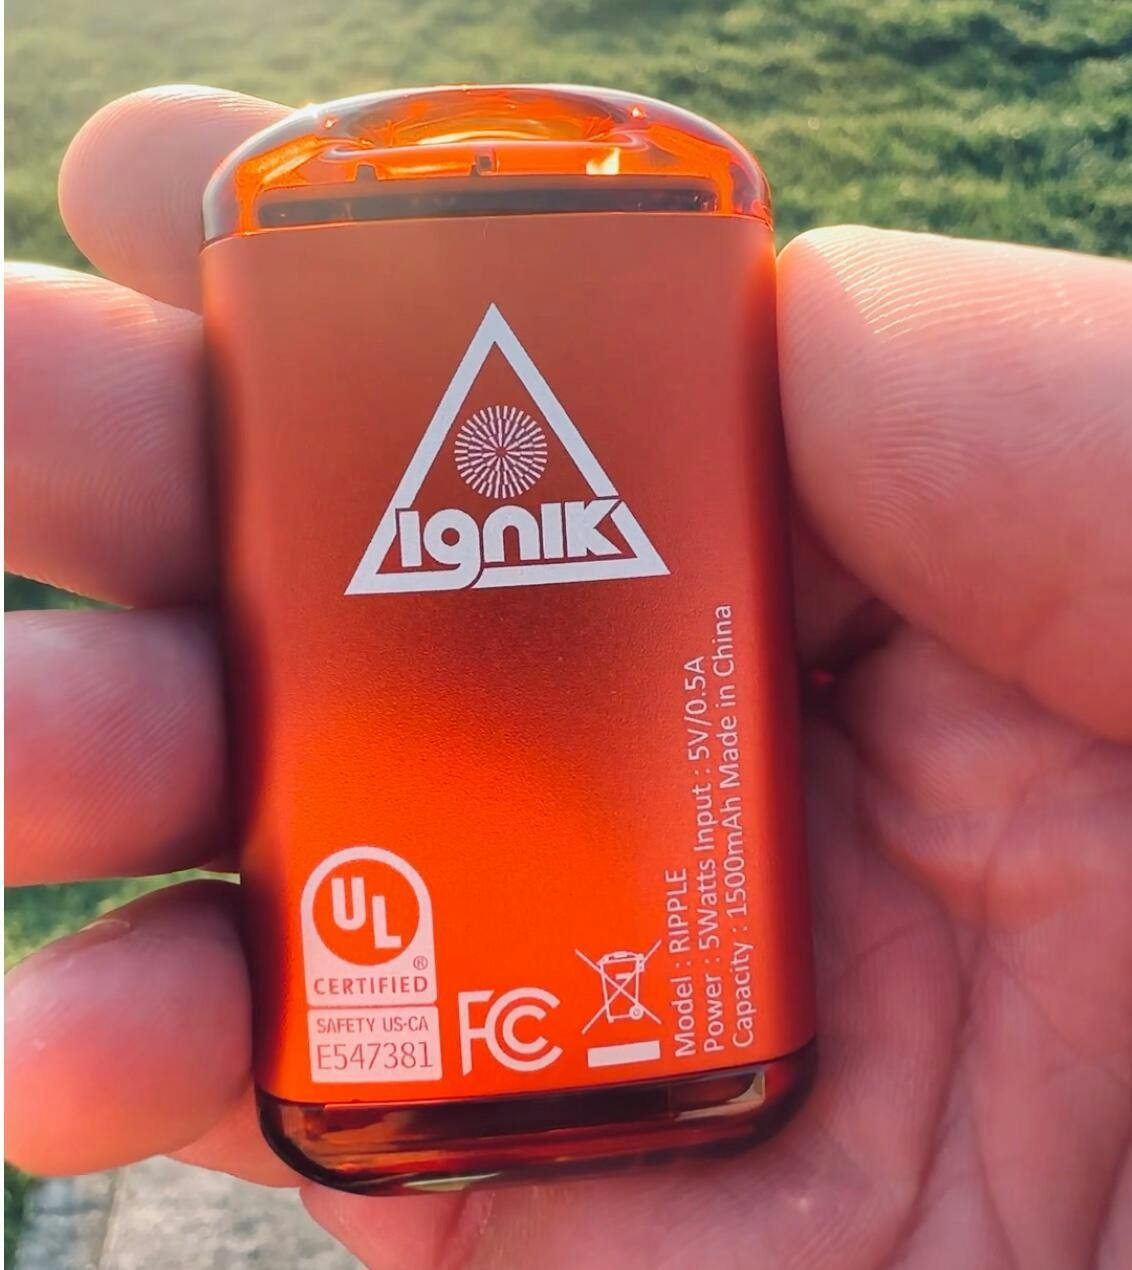 ignik
Model : RIPPLE
Power : 5Watts Input : 5V/0.5A
Capacity : 1500mAh Made in China
UL
®
CERTIFIED
SAFETY US-CA
E547381
FC